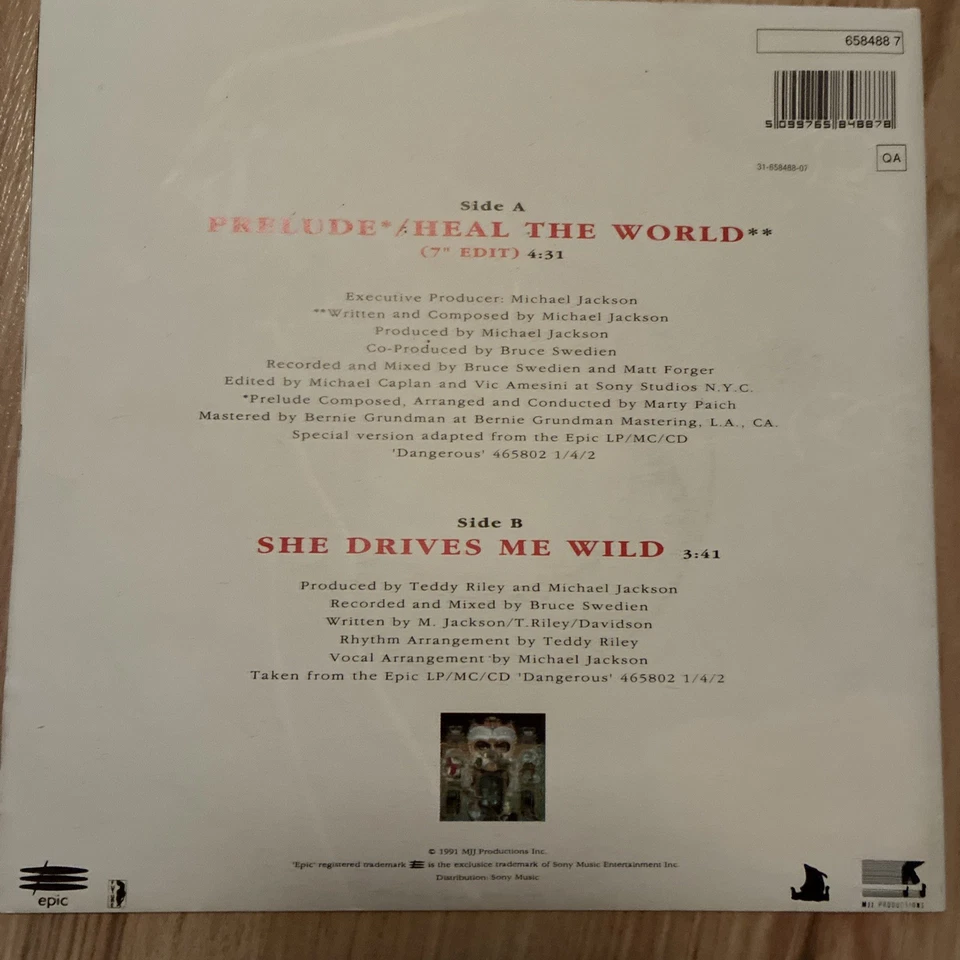 658488 7
5 099765 848878
31-658488-07
QA
Side A
PRELUDE*/HEAL THE WORLD**
(7" EDIT) 4:31
Executive Producer: Michael Jackson
**Written and Composed by Michael Jackson
Produced by Michael Jackson
Co-Produced by Bruce Swedien
Recorded and Mixed by Bruce Swedien and Matt Forger
Edited by Michael Caplan and Vic Amesini at Sony Studios N.Y.C.
*Prelude Composed, Arranged and Conducted by Marty Paich
Mastered by Bernie Grundman at Bernie Grundman Mastering, L.A., CA.
Special version adapted from the Epic LP/MC/CD
'Dangerous' 465802 1/4/2
Side B
SHE DRIVES ME WILD 3:41
Produced by Teddy Riley and Michael Jackson
Recorded and Mixed by Bruce Swedien
Written by M. Jackson/T.Riley/Davidson
Rhythm Arrangement by Teddy Riley
Vocal Arrangement by Michael Jackson
Taken from the Epic LP/MC/CD 'Dangerous' 465802 1/4/2
© 1991 MJJ Productions Inc.
"Epic" registered trademark is the exclusice trademark of Sony Music Entertainment Inc.
Distribution: Sony Music
epic
MJJ PRODUCTIONS